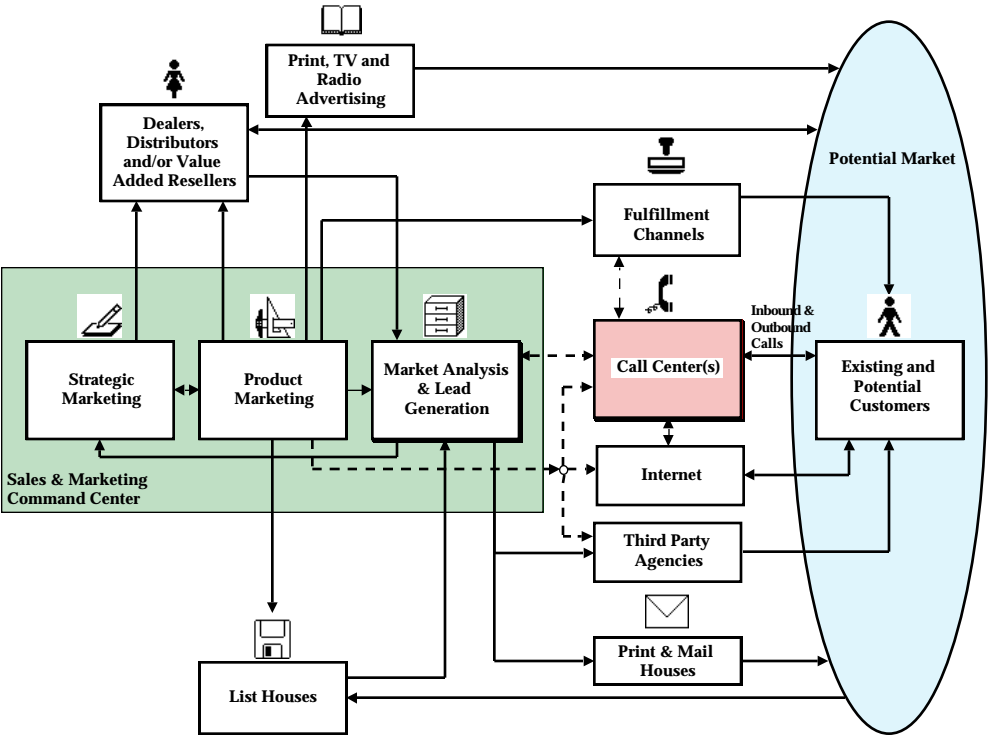 Print, TV and
Radio
Advertising
Dealers,
Distributors
and/or Value
Added Resellers
Potential Market
Fulfillment
Channels
Inbound &
Outbound
Calls
Strategic
Marketing
Product
Marketing
Market Analysis
& Lead
Generation
Call Center(s)
Existing and
Potential
Customers
Sales & Marketing
Command Center
Internet
Third Party
Agencies
Print & Mail
Houses
List Houses